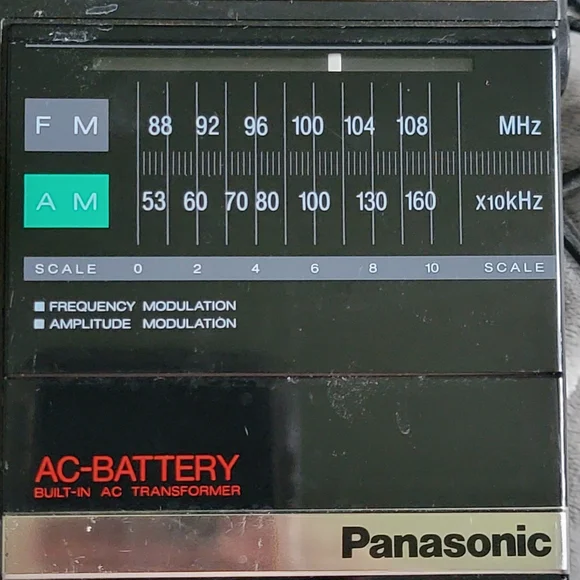 FM 88 92 96 100 104 108 MHz
AM 53 60 70 80 100 130 160 x10kHz
SCALE 0 2 4 6 8 10 SCALE
FREQUENCY MODULATION
AMPLITUDE MODULATION
AC-BATTERY
BUILT-IN AC TRANSFORMER
Panasonic